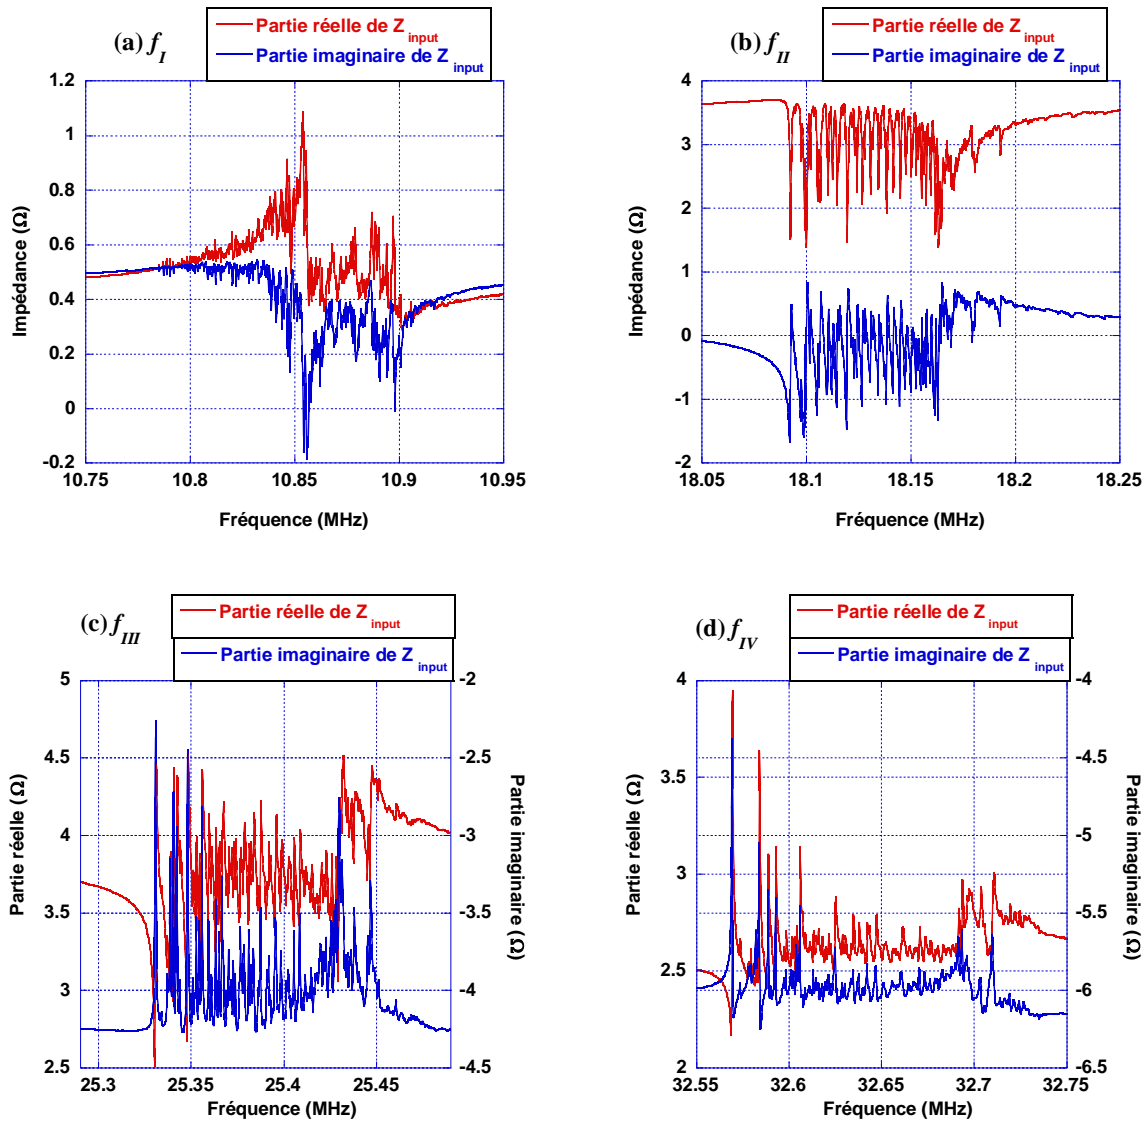 (a) f_I
Partie réelle de Z_input
Partie imaginaire de Z_input
Impédance (Ω)
1.2
1
0.8
0.6
0.4
0.2
0
-0.2
10.75 10.8 10.85 10.9 10.95
Fréquence (MHz)
(b) f_II
Partie réelle de Z_input
Partie imaginaire de Z_input
Impédance (Ω)
4
3
2
1
0
-1
-2
18.05 18.1 18.15 18.2 18.25
Fréquence (MHz)
(c) f_III
Partie réelle de Z_input
Partie imaginaire de Z_input
Partie réelle (Ω)
5
4.5
4
3.5
3
2.5
-2
-2.5
-3
-3.5
-4
-4.5
Partie imaginaire (Ω)
25.3 25.35 25.4 25.45
Fréquence (MHz)
(d) f_IV
Partie réelle de Z_input
Partie imaginaire de Z_input
Partie réelle (Ω)
4
3.5
3
2.5
2
-4
-4.5
-5
-5.5
-6
-6.5
Partie imaginaire (Ω)
32.55 32.6 32.65 32.7 32.75
Fréquence (MHz)